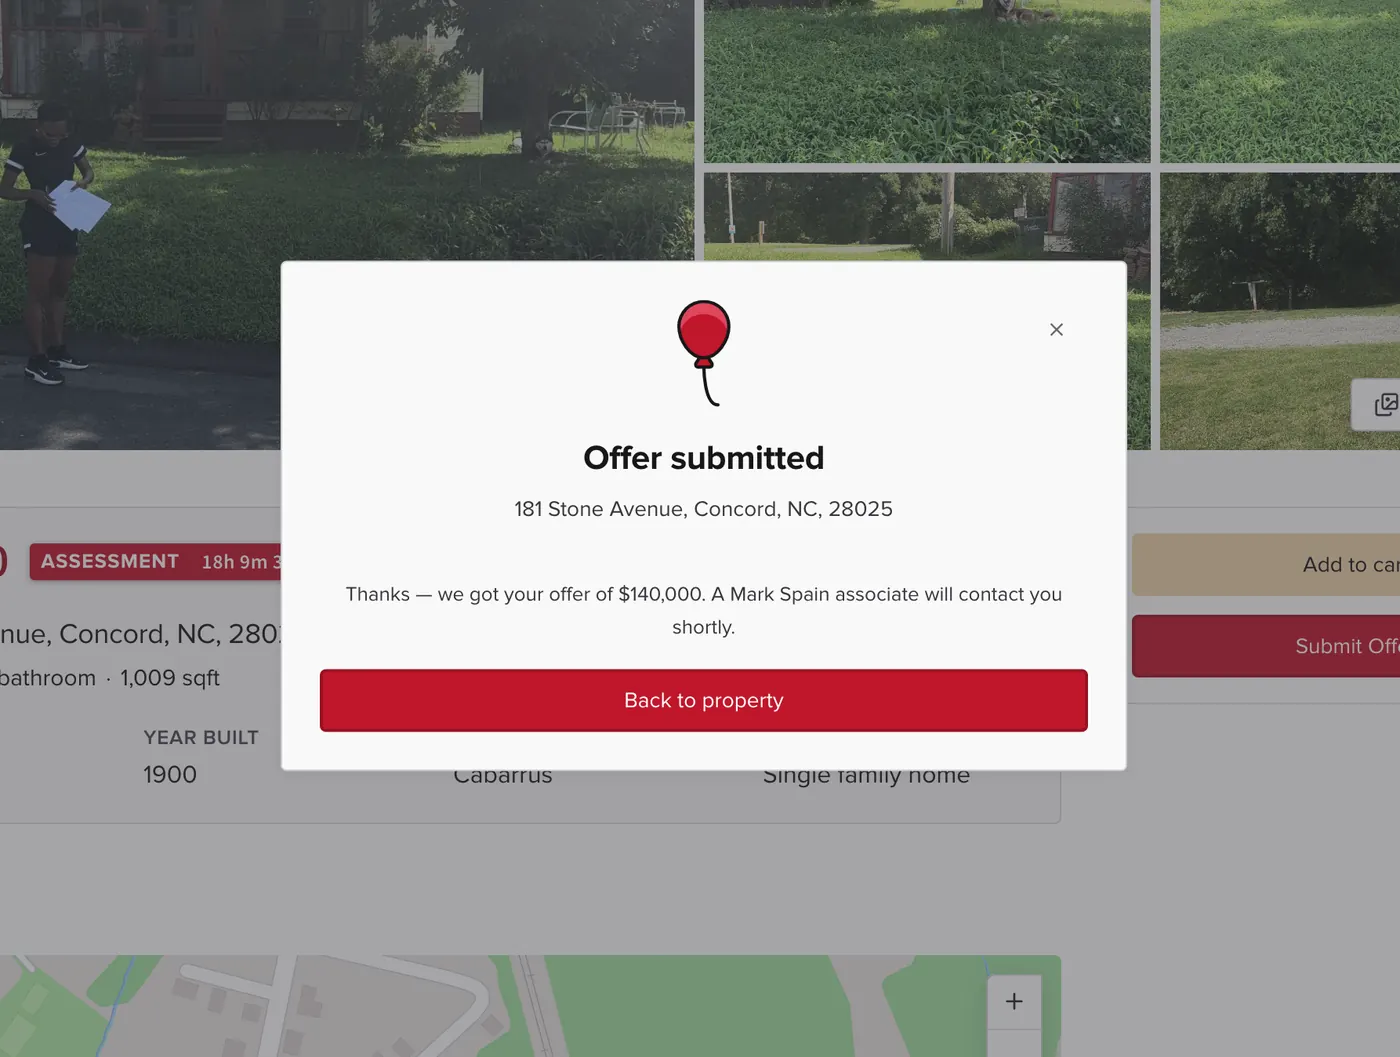 Offer submitted
181 Stone Avenue, Concord, NC, 28025
Thanks — we got your offer of $140,000. A Mark Spain associate will contact you
shortly.
Back to property
ASSESSMENT 18h 9m
nue, Concord, NC, 280
bathroom · 1,009 sqft
YEAR BUILT
1900
Cabarrus
Single family home
Add to car
Submit Offe
+